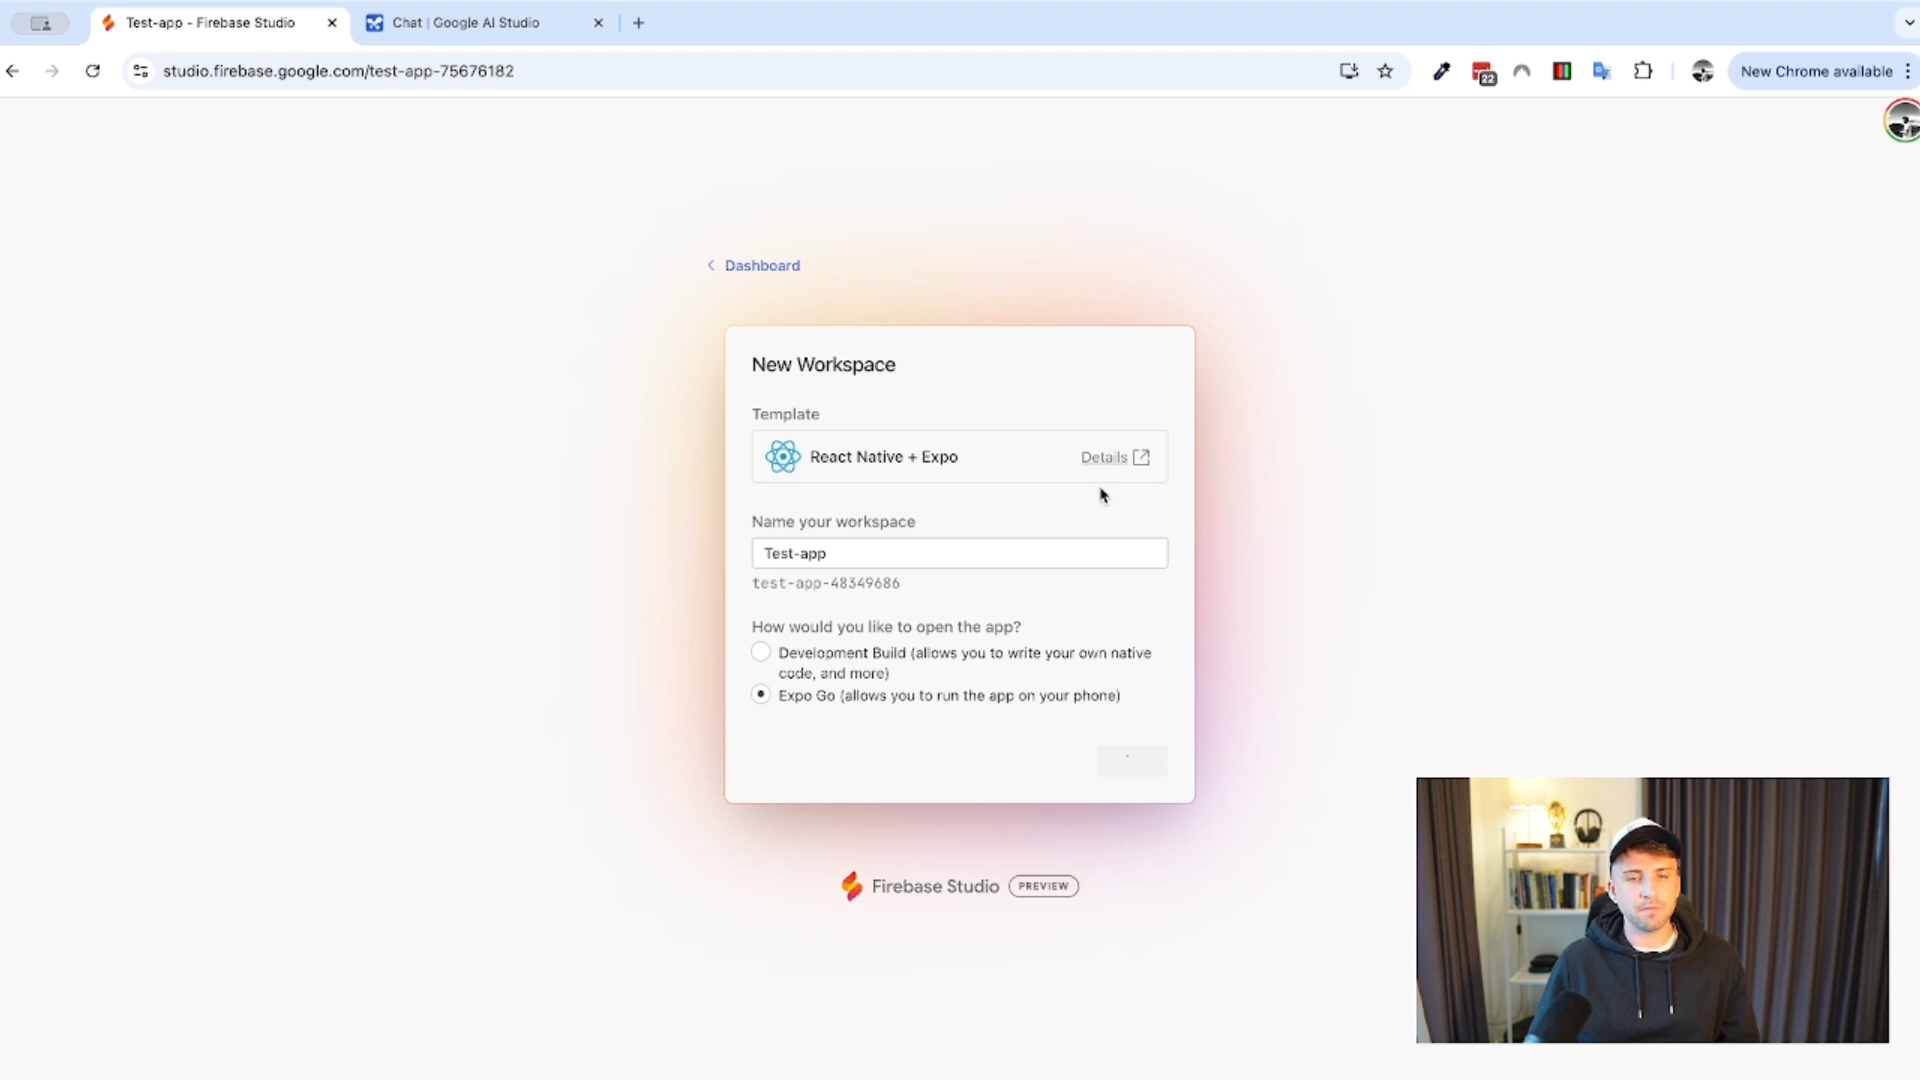 Test-app - Firebase Studio
Chat | Google AI Studio
studio.firebase.google.com/test-app-75676182
22
New Chrome available
Dashboard
New Workspace
Template
React Native + Expo
Details
Name your workspace
Test-app
test-app-48349686
How would you like to open the app?
Development Build (allows you to write your own native
code, and more)
Expo Go (allows you to run the app on your phone)
Firebase Studio
PREVIEW